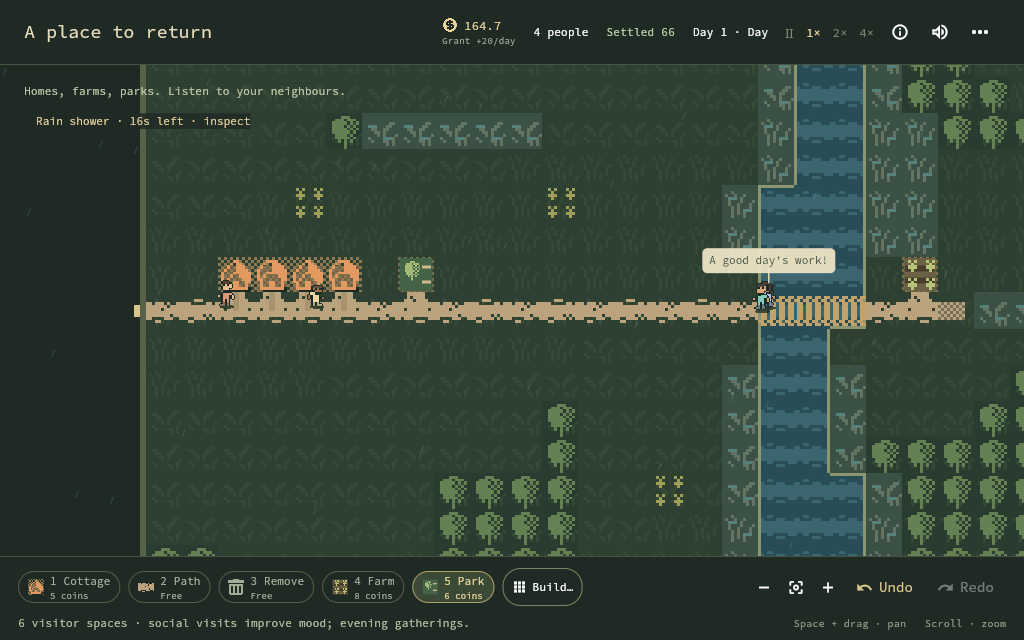 A place to return
164.7
Grant +20/day
4 people
Settled 66
Day 1 · Day
1×
2×
4×
Homes, farms, parks. Listen to your neighbours.
Rain shower · 16s left · inspect
A good day's work!
1 Cottage
5 coins
2 Path
Free
3 Remove
Free
4 Farm
8 coins
5 Park
6 coins
Build…
Undo
Redo
6 visitor spaces · social visits improve mood; evening gatherings.
Space + drag · pan
Scroll · zoom